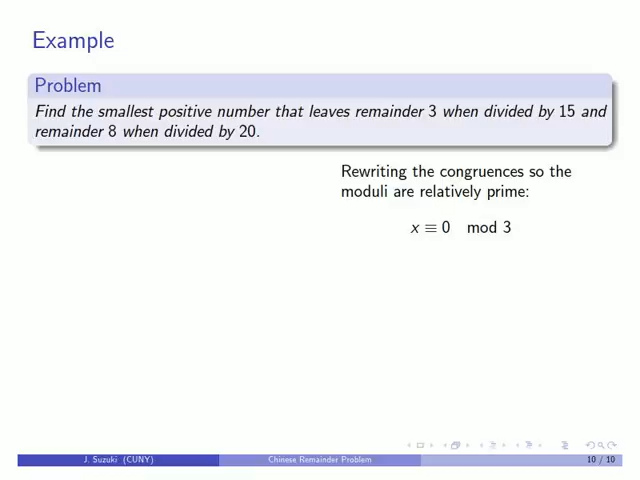 Example
Problem
Find the smallest positive number that leaves remainder 3 when divided by 15 and
remainder 8 when divided by 20.
Rewriting the congruences so the
moduli are relatively prime:
x ≡ 0 mod 3
J. Suzuki (CUNY) Chinese Remainder Problem 10 / 10